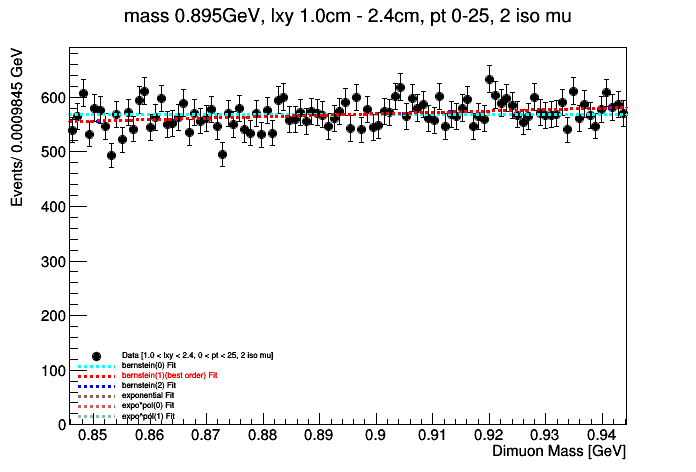 mass 0.895GeV, lxy 1.0cm - 2.4cm, pt 0-25, 2 iso mu
Events/ 0.0009845 GeV
600
500
400
300
200
100
0
Data [1.0 < lxy < 2.4, 0 < pt < 25, 2 iso mu]
bernstein(0) Fit
bernstein(1)(best order) Fit
bernstein(2) Fit
exponential Fit
expo*pol(0) Fit
expo*pol(1) Fit
0.85 0.86 0.87 0.88 0.89 0.9 0.91 0.92 0.93 0.94
Dimuon Mass [GeV]